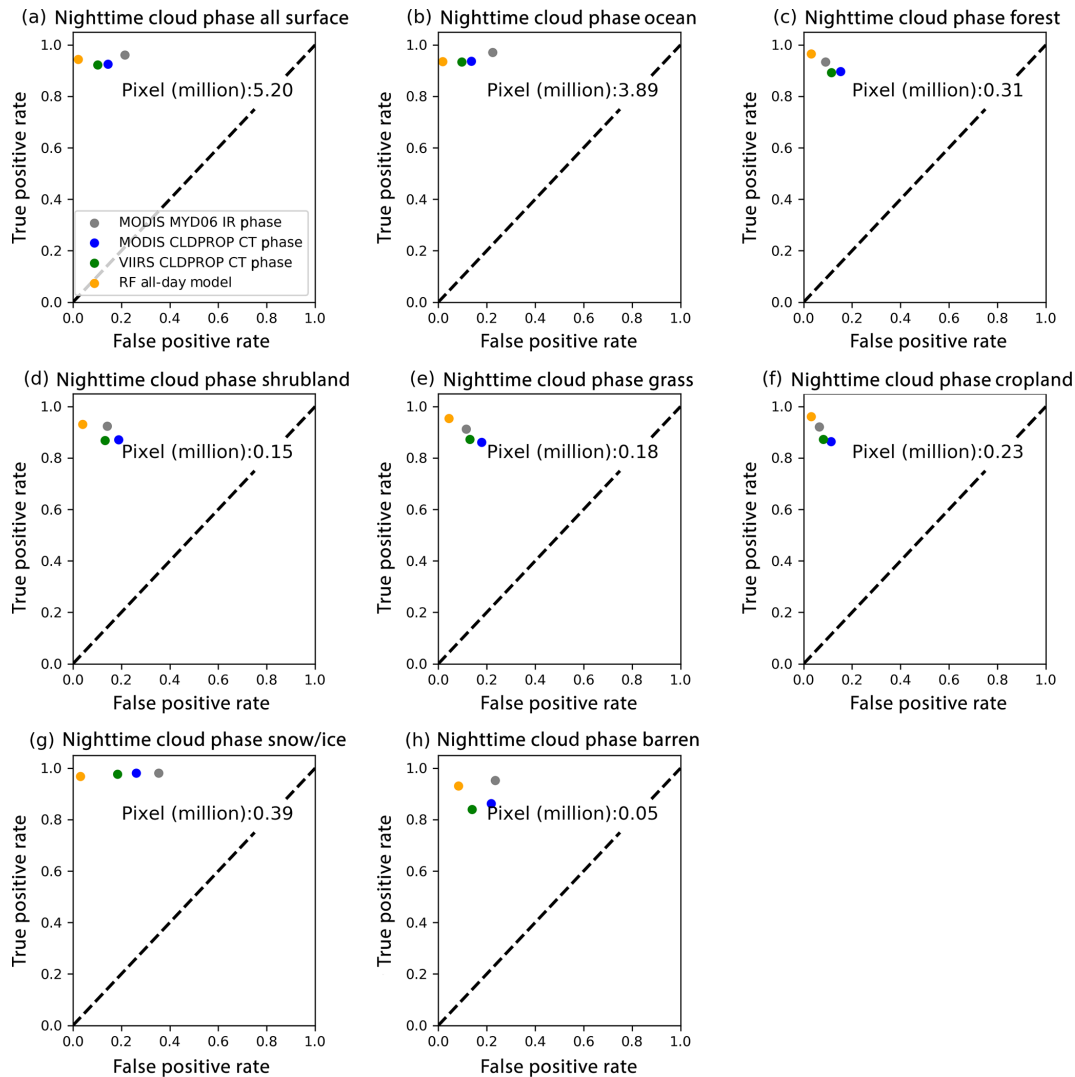 (a) Nighttime cloud phase all surface
1.0
0.8
0.6
0.4
0.2
0.0
True positive rate
Pixel (million):5.20
MODIS MYD06 IR phase
MODIS CLDPROP CT phase
VIIRS CLDPROP CT phase
RF all-day model
0.0 0.2 0.4 0.6 0.8 1.0
False positive rate
(b) Nighttime cloud phase ocean
1.0
0.8
0.6
0.4
0.2
0.0
True positive rate
Pixel (million):3.89
0.0 0.2 0.4 0.6 0.8 1.0
False positive rate
(c) Nighttime cloud phase forest
1.0
0.8
0.6
0.4
0.2
0.0
True positive rate
Pixel (million):0.31
0.0 0.2 0.4 0.6 0.8 1.0
False positive rate
(d) Nighttime cloud phase shrubland
1.0
0.8
0.6
0.4
0.2
0.0
True positive rate
Pixel (million):0.15
0.0 0.2 0.4 0.6 0.8 1.0
False positive rate
(e) Nighttime cloud phase grass
1.0
0.8
0.6
0.4
0.2
0.0
True positive rate
Pixel (million):0.18
0.0 0.2 0.4 0.6 0.8 1.0
False positive rate
(f) Nighttime cloud phase cropland
1.0
0.8
0.6
0.4
0.2
0.0
True positive rate
Pixel (million):0.23
0.0 0.2 0.4 0.6 0.8 1.0
False positive rate
(g) Nighttime cloud phase snow/ice
1.0
0.8
0.6
0.4
0.2
0.0
True positive rate
Pixel (million):0.39
0.0 0.2 0.4 0.6 0.8 1.0
False positive rate
(h) Nighttime cloud phase barren
1.0
0.8
0.6
0.4
0.2
0.0
True positive rate
Pixel (million):0.05
0.0 0.2 0.4 0.6 0.8 1.0
False positive rate